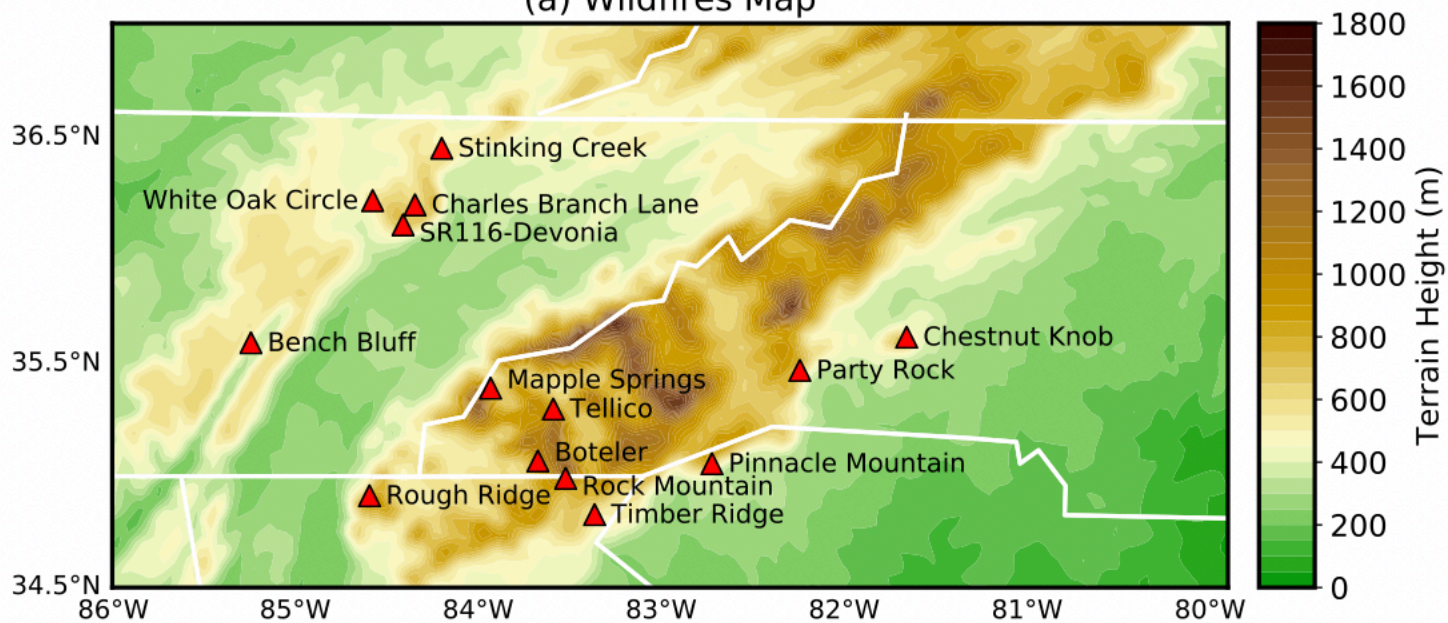 (a) Wildfires Map
36.5°N
35.5°N
34.5°N
86°W
85°W
84°W
83°W
82°W
81°W
80°W
Stinking Creek
White Oak Circle
Charles Branch Lane
SR116-Devonia
Bench Bluff
Chestnut Knob
Party Rock
Mapple Springs
Tellico
Boteler
Pinnacle Mountain
Rough Ridge
Rock Mountain
Timber Ridge
1800
1600
1400
1200
1000
800
600
400
200
0
Terrain Height (m)